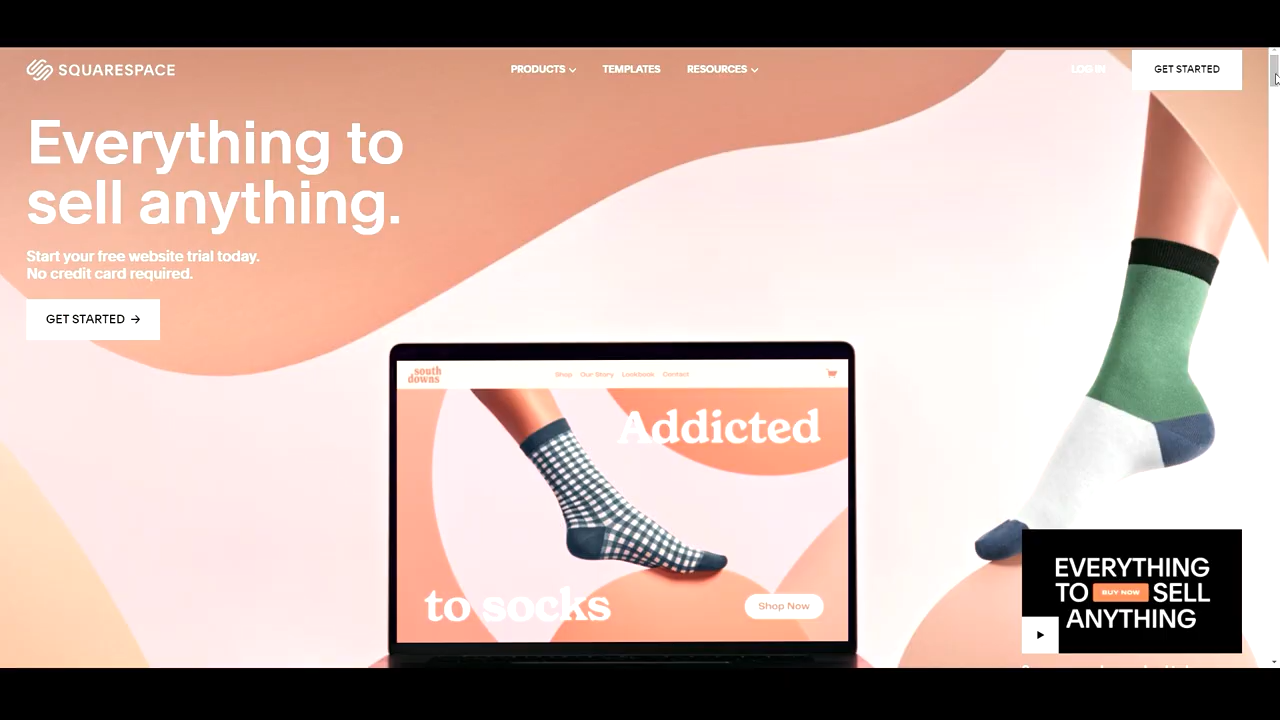 SQUARESPACE
PRODUCTS
TEMPLATES
RESOURCES
LOG IN
GET STARTED
Everything to
sell anything.
Start your free website trial today.
No credit card required.
GET STARTED →
south
downs
Shop Our Story Lookbook Contact
Addicted
to socks
Shop Now
EVERYTHING
TO BUY NOW SELL
ANYTHING